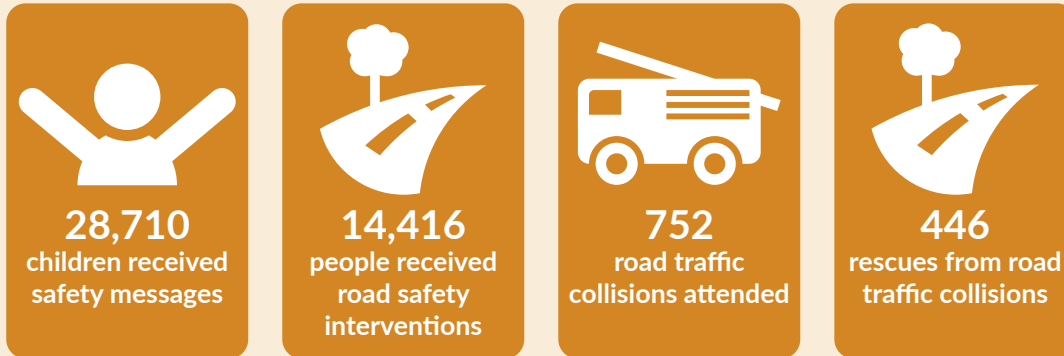 28,710
children received
safety messages
14,416
people received
road safety
interventions
752
road traffic
collisions attended
446
rescues from road
traffic collisions